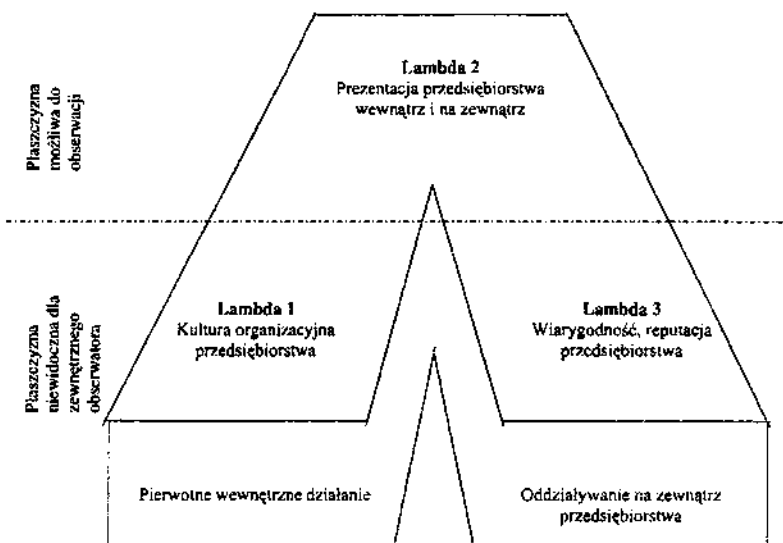 Płaszczyzna
możliwa do
obserwacji
Lambda 2
Prezentacja przedsiębiorstwa
wewnątrz i na zewnątrz
Płaszczyzna
niewidoczna dla
zewnętrznego
obserwatora
Lambda 1
Kultura organizacyjna
przedsiębiorstwa
Lambda 3
Wiarygodność, reputacja
przedsiębiorstwa
Pierwotne wewnętrzne działanie
Oddziaływanie na zewnątrz
przedsiębiorstwa